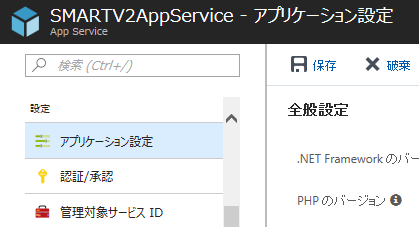 SMARTV2AppService - アプリケーション設定
App Service
検索 (Ctrl+/)
保存
破棄
設定
アプリケーション設定
認証/承認
管理対象サービス ID
全般設定
.NET Framework のバー
PHP のバージョン